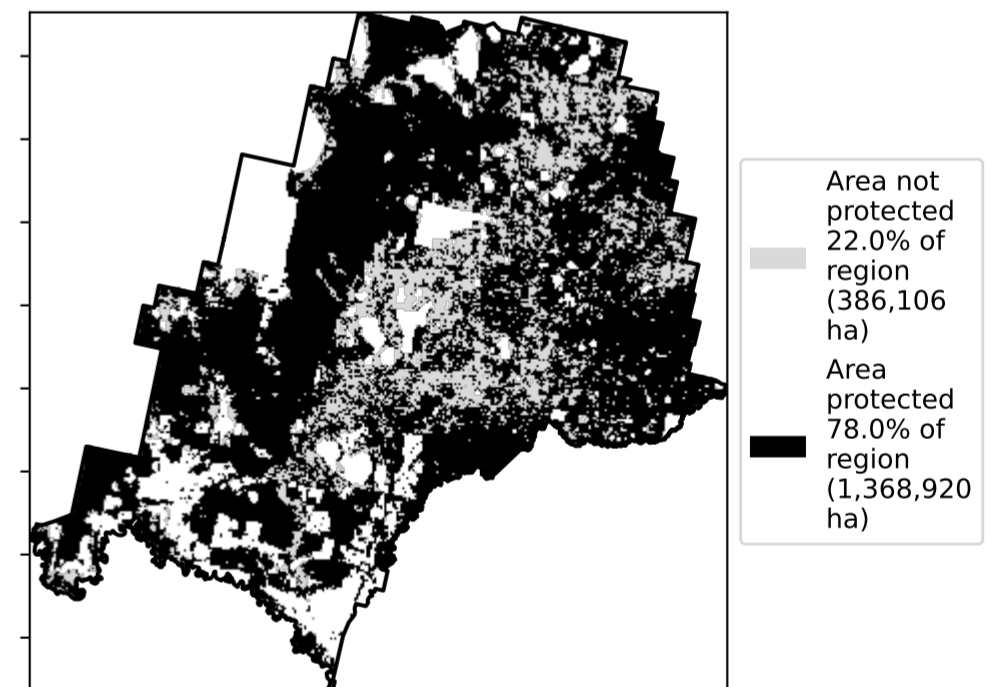 Area not
protected
22.0% of
region
(386,106
ha)
Area
protected
78.0% of
region
(1,368,920
ha)